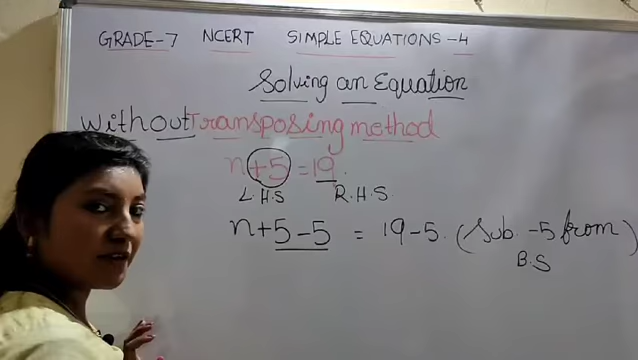 GRADE-7 NCERT SIMPLE EQUATIONS-4
Solving an Equation
without Transposing method
n+5 = 19.
L.H.S R.H.S.
n+5-5 = 19-5. (Sub. -5 from)
B.S